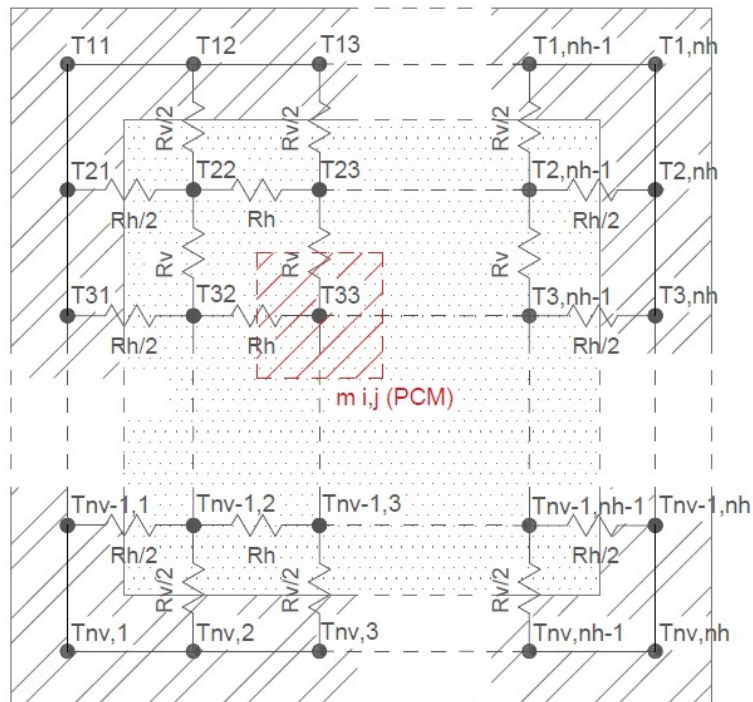 T11 T12 T13 T1,nh-1 T1,nh
Rv/2 Rv/2 Rv/2
T21 T22 T23 T2,nh-1 T2,nh
Rh/2 Rh Rh/2
Rv Rv Rv
T31 T32 T33 T3,nh-1 T3,nh
Rh/2 Rh Rh/2
m i,j (PCM)
Tnv-1,1 Tnv-1,2 Tnv-1,3 Tnv-1,nh-1 Tnv-1,nh
Rh/2 Rh Rh/2
Rv/2 Rv/2 Rv/2
Tnv,1 Tnv,2 Tnv,3 Tnv,nh-1 Tnv,nh